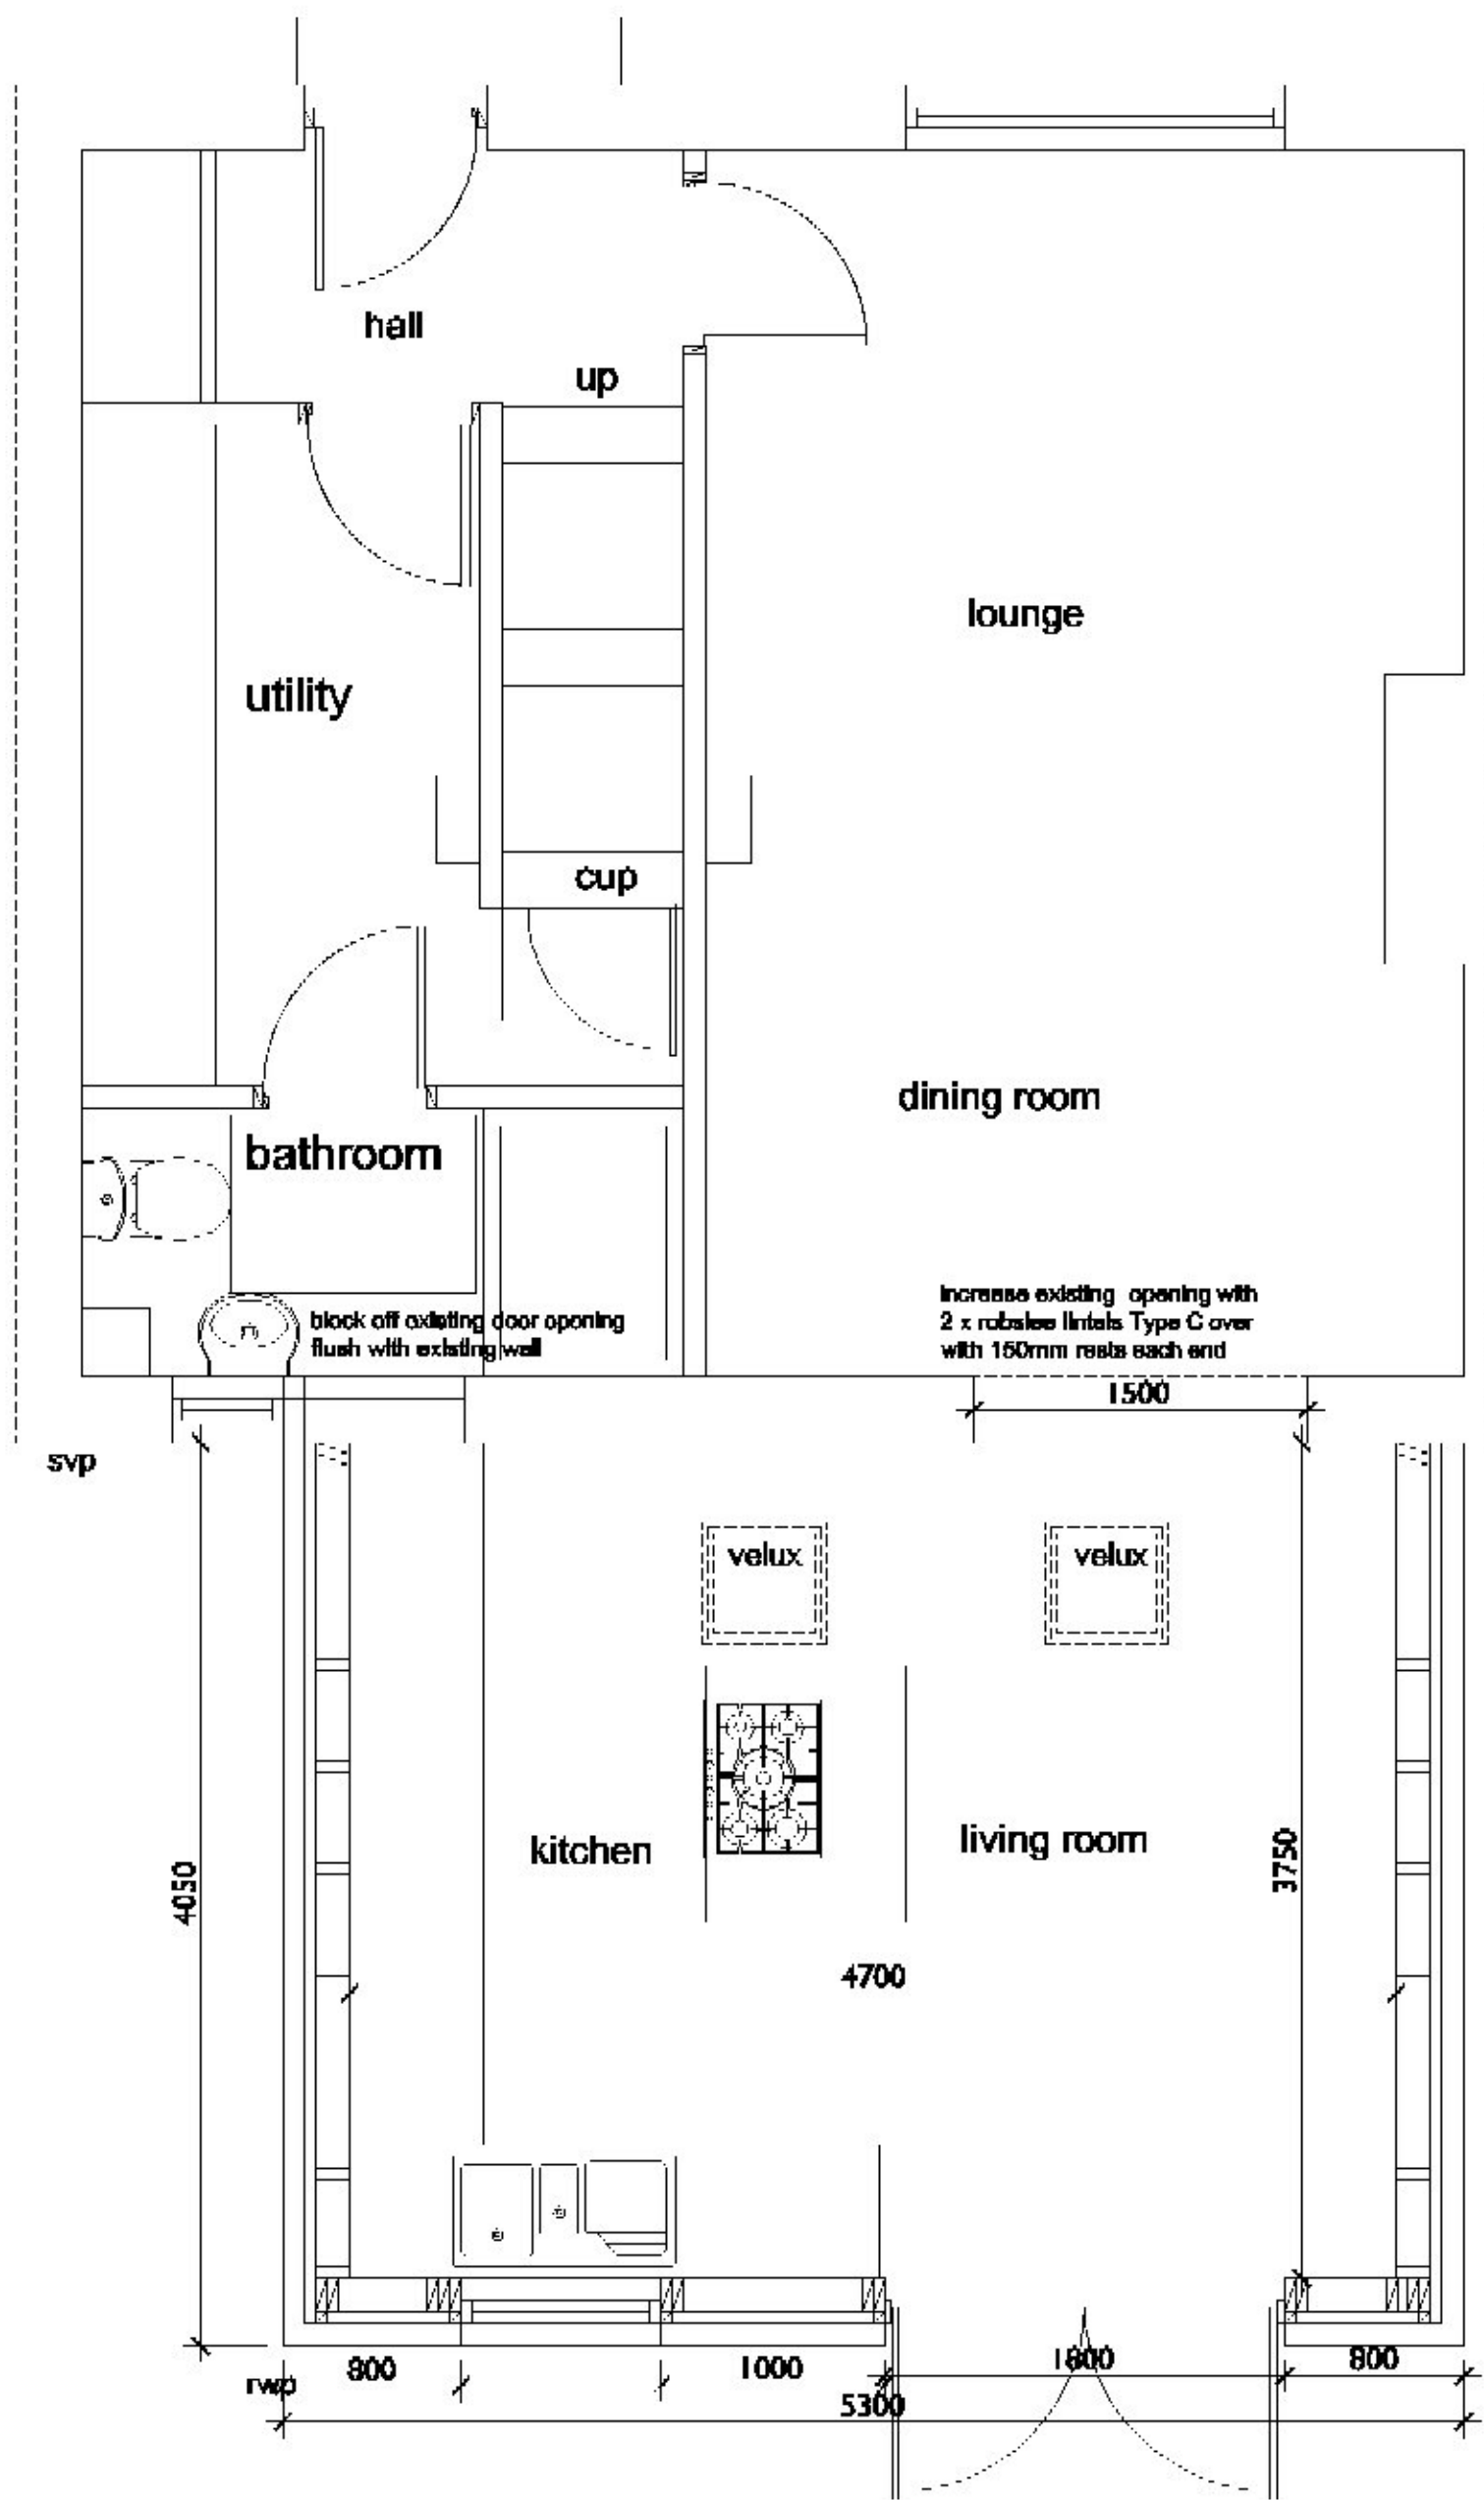 hall
up
lounge
utility
cup
dining room
bathroom
increase existing opening with
2 x robslee lintels Type C over
with 150mm rests each end
block off existing door opening
flush with existing wall
1500
svp
velux
velux
kitchen
living room
4050
3750
4700
800
1000
1800
800
rwp
5300